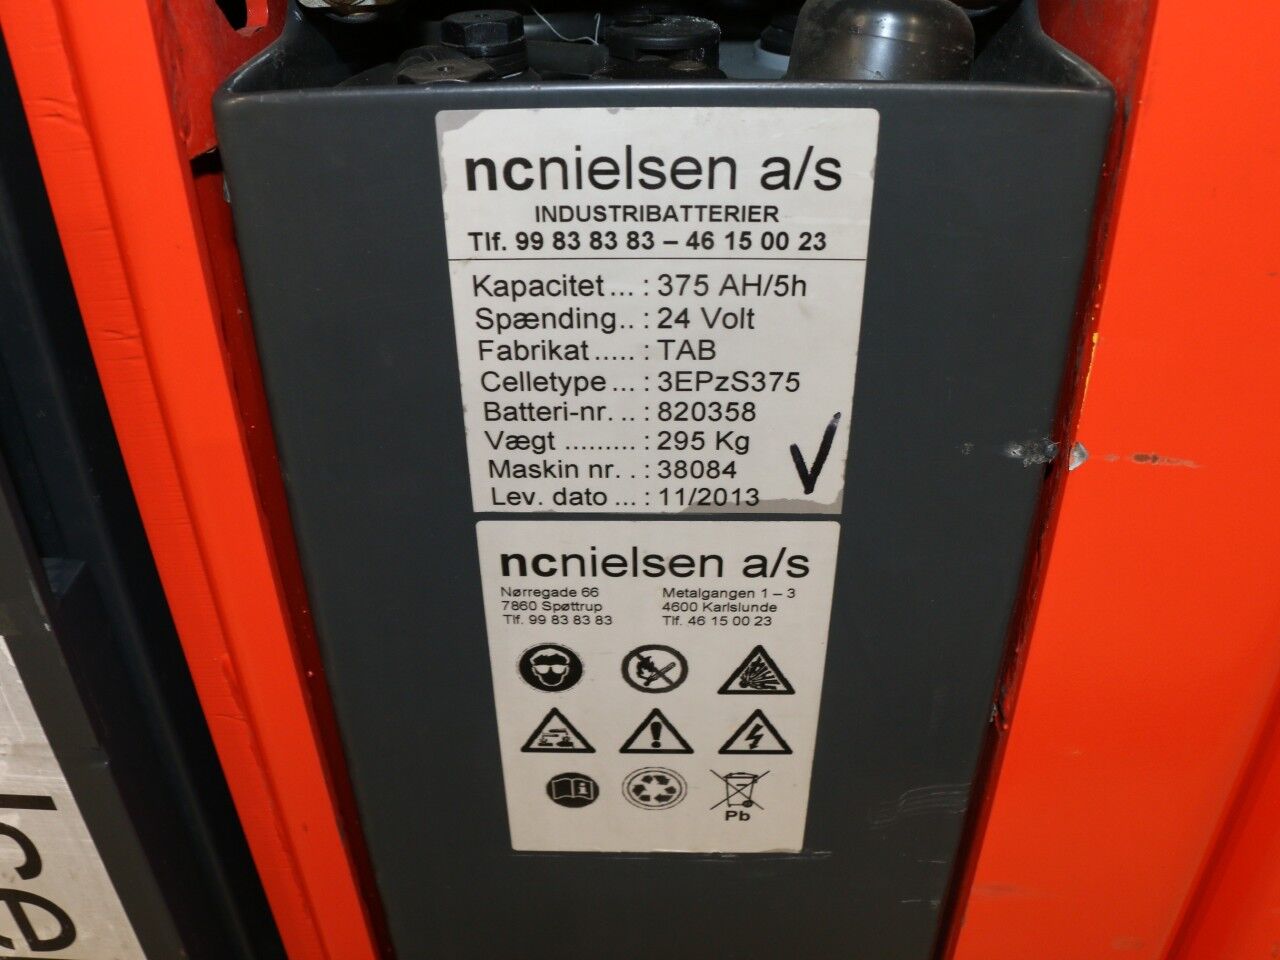 ncnielsen a/s
INDUSTRIBATTERIER
Tlf. 99 83 83 83 – 46 15 00 23
Kapacitet ... : 375 AH/5h
Spænding.. : 24 Volt
Fabrikat ..... : TAB
Celletype ... : 3EPzS375
Batteri-nr. .. : 820358
Vægt ......... : 295 Kg
Maskin nr. . : 38084
Lev. dato ... : 11/2013
ncnielsen a/s
Nørregade 66 Metalgangen 1 – 3
7860 Spøttrup 4600 Karlslunde
Tlf. 99 83 83 83 Tlf. 46 15 00 23
Pb